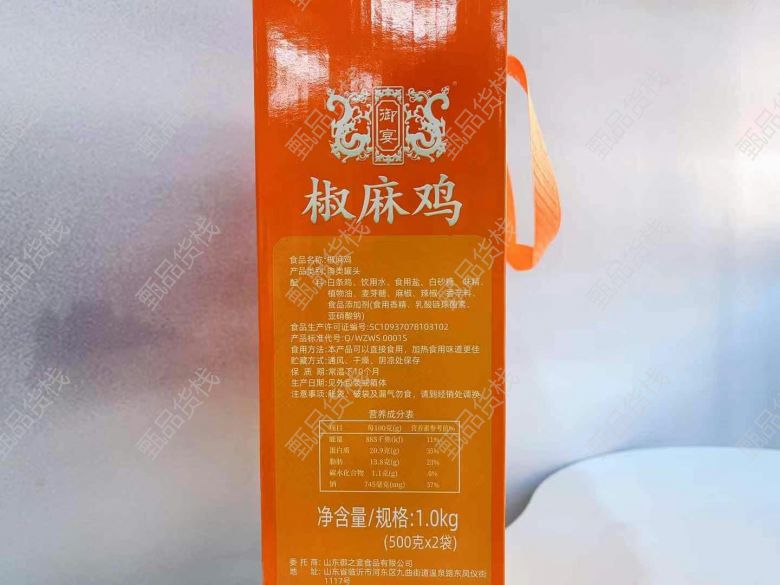 御宴
椒麻鸡
食品名称:椒麻鸡
产品类别:禽类罐头
配 料:白条鸡、饮用水、食用盐、白砂糖、味精、
植物油、麦芽糖、麻椒、辣椒、香辛料、
食品添加剂(食用香精、乳酸链球菌素、
亚硝酸钠)
食品生产许可证编号:SC10937078103102
产品标准代号:Q/WZWS 0001S
食用方法:本产品可以直接食用,加热食用味道更佳
贮藏方式:通风、干燥、阴凉处保存
保 质 期:常温下10个月
生产日期:见外包装或箱体
注意事项:胀袋、破袋及漏气勿食,请到经销处调换。
营养成分表
项目 每100克(g) 营养素参考值%
能量 885千焦(kJ) 11%
蛋白质 20.9克(g) 35%
脂肪 13.8克(g) 23%
碳水化合物 1.1克(g) 0%
钠 745毫克(mg) 37%
净含量/规格:1.0kg
(500克x2袋)
委 托 商:山东御之宴食品有限公司
地 址:山东省临沂市河东区九曲街道温泉路东风仪街
1117号
甄品货栈